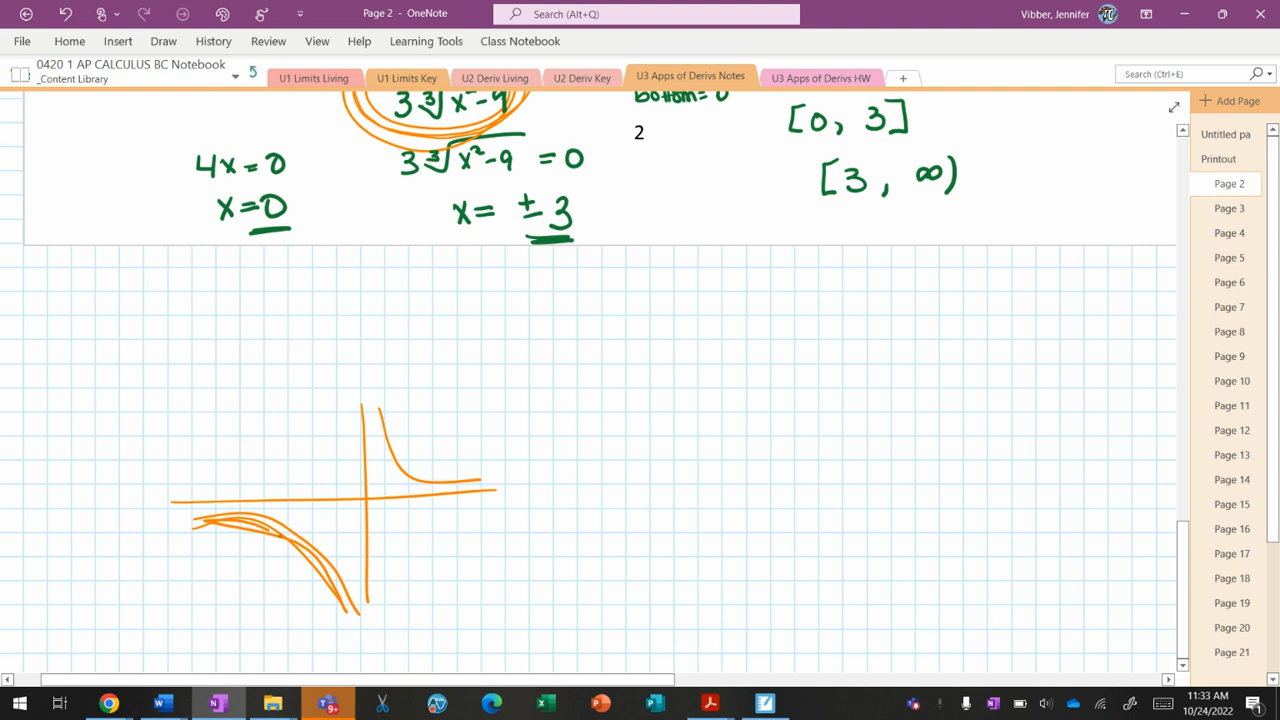 Page 2 - OneNote
Search (Alt+Q)
Vibber, Jennifer
File Home Insert Draw History Review View Help Learning Tools Class Notebook
0420 1 AP CALCULUS BC Notebook
_Content Library
U1 Limits Living
U1 Limits Key
U2 Deriv Living
U2 Deriv Key
U3 Apps of Derivs Notes
U3 Apps of Derivs HW
+
Search (Ctrl+E)
Add Page
3∛x²-9
bottom = 0
[0, 3]
2
4x=0
3∛x²-9 = 0
[3, ∞)
x=0
x= ±3
Untitled pa
Printout
Page 2
Page 3
Page 4
Page 5
Page 6
Page 7
Page 8
Page 9
Page 10
Page 11
Page 12
Page 13
Page 14
Page 15
Page 16
Page 17
Page 18
Page 19
Page 20
Page 21
9+
11:33 AM
10/24/2022